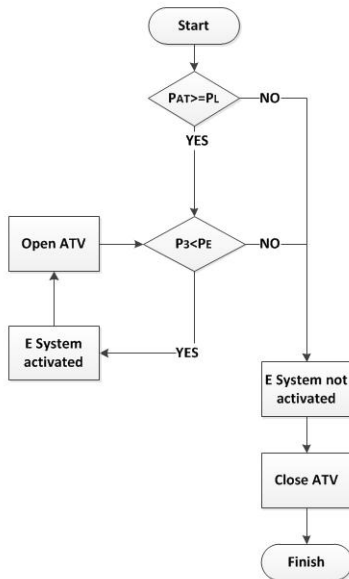 Start
PAT>=PL
NO
YES
Open ATV
P3<PE
NO
E System
activated
YES
E System not
activated
Close ATV
Finish